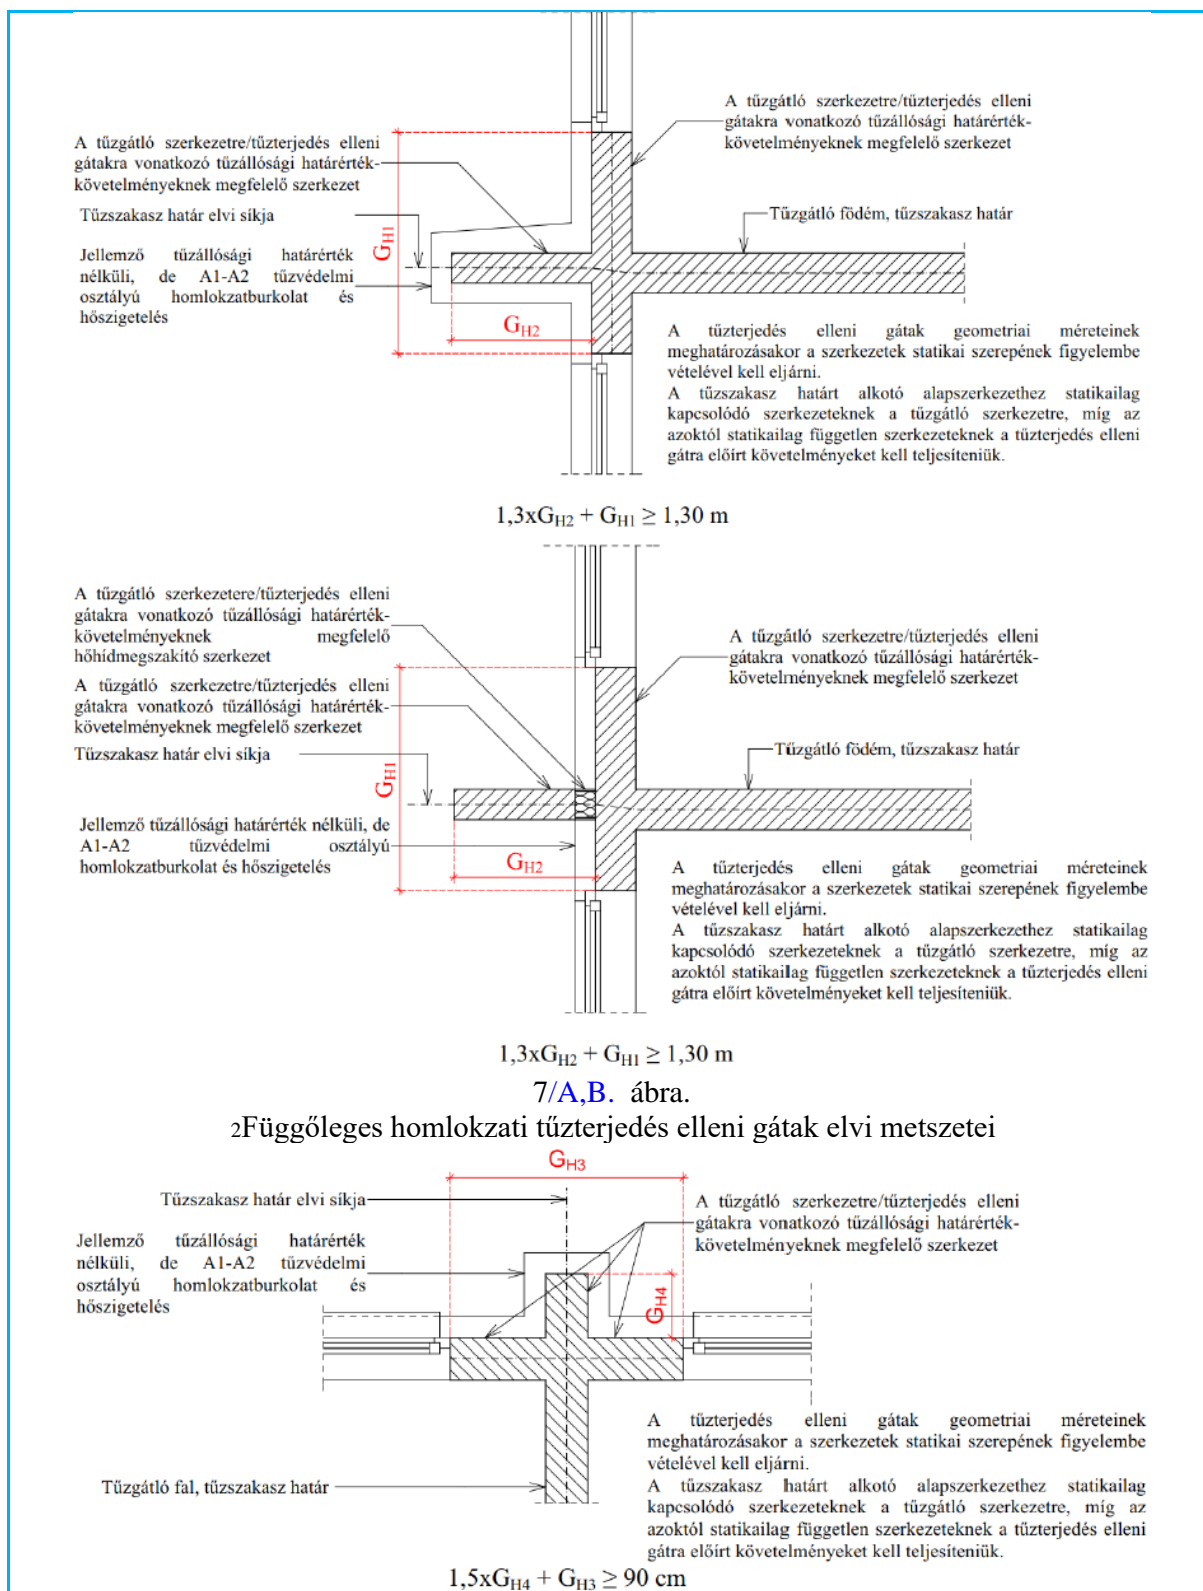 A tűzgátló szerkezetre/tűzterjedés elleni
gátakra vonatkozó tűzállósági határérték-
követelményeknek megfelelő szerkezet
A tűzgátló szerkezetre/tűzterjedés elleni
gátakra vonatkozó tűzállósági határérték-
követelményeknek megfelelő szerkezet
Tűzszakasz határ elvi síkja
Tűzgátló födém, tűzszakasz határ
Jellemző tűzállósági határérték
nélküli, de A1-A2 tűzvédelmi
osztályú homlokzatburkolat és
hőszigetelés
GH1
GH2
A tűzterjedés elleni gátak geometriai méreteinek
meghatározásakor a szerkezetek statikai szerepének figyelembe
vételével kell eljárni.
A tűzszakasz határt alkotó alapszerkezethez statikailag
kapcsolódó szerkezeteknek a tűzgátló szerkezetre, míg az
azoktól statikailag független szerkezeteknek a tűzterjedés elleni
gátra előírt követelményeket kell teljesíteniük.
1,3xGH2 + GH1 ≥ 1,30 m
A tűzgátló szerkezetere/tűzterjedés elleni
gátakra vonatkozó tűzállósági határérték-
követelményeknek megfelelő
hőhídmegszakító szerkezet
A tűzgátló szerkezetre/tűzterjedés elleni
gátakra vonatkozó tűzállósági határérték-
követelményeknek megfelelő szerkezet
A tűzgátló szerkezetre/tűzterjedés elleni
gátakra vonatkozó tűzállósági határérték-
követelményeknek megfelelő szerkezet
Tűzszakasz határ elvi síkja
Tűzgátló födém, tűzszakasz határ
GH1
Jellemző tűzállósági határérték nélküli, de
A1-A2 tűzvédelmi osztályú
homlokzatburkolat és hőszigetelés
GH2
A tűzterjedés elleni gátak geometriai méreteinek
meghatározásakor a szerkezetek statikai szerepének figyelembe
vételével kell eljárni.
A tűzszakasz határt alkotó alapszerkezethez statikailag
kapcsolódó szerkezeteknek a tűzgátló szerkezetre, míg az
azoktól statikailag független szerkezeteknek a tűzterjedés elleni
gátra előírt követelményeket kell teljesíteniük.
1,3xGH2 + GH1 ≥ 1,30 m
7/A,B. ábra.
2Függőleges homlokzati tűzterjedés elleni gátak elvi metszetei
GH3
Tűzszakasz határ elvi síkja
A tűzgátló szerkezetre/tűzterjedés elleni
gátakra vonatkozó tűzállósági határérték-
követelményeknek megfelelő szerkezet
Jellemző tűzállósági határérték
nélküli, de A1-A2 tűzvédelmi
osztályú homlokzatburkolat és
hőszigetelés
GH4
Tűzgátló fal, tűzszakasz határ
A tűzterjedés elleni gátak geometriai méreteinek
meghatározásakor a szerkezetek statikai szerepének figyelembe
vételével kell eljárni.
A tűzszakasz határt alkotó alapszerkezethez statikailag
kapcsolódó szerkezeteknek a tűzgátló szerkezetre, míg az
azoktól statikailag független szerkezeteknek a tűzterjedés elleni
gátra előírt követelményeket kell teljesíteniük.
1,5xGH4 + GH3 ≥ 90 cm